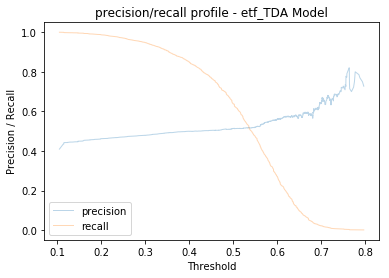 precision/recall profile - etf_TDA Model
Precision / Recall
1.0
0.8
0.6
0.4
0.2
0.0
precision
recall
0.1 0.2 0.3 0.4 0.5 0.6 0.7 0.8
Threshold